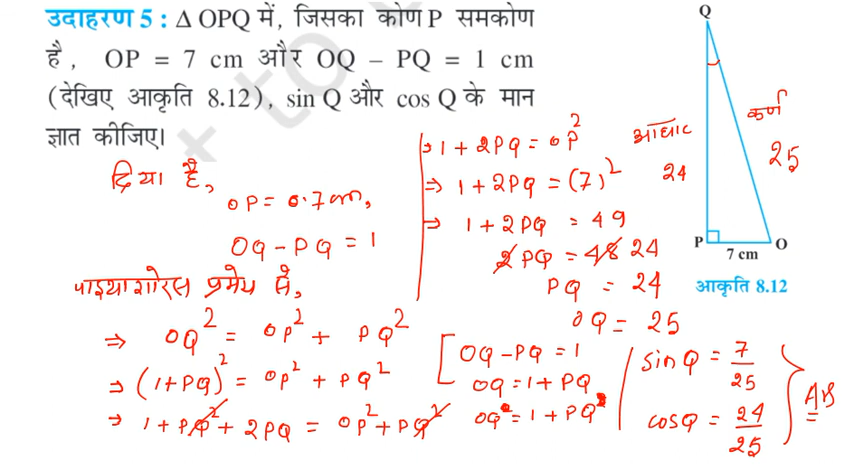 उदाहरण 5 : Δ OPQ में, जिसका कोण P समकोण
है, OP = 7 cm और OQ – PQ = 1 cm
(देखिए आकृति 8.12), sin Q और cos Q के मान
ज्ञात कीजिए।
दिया है,
OP = 0.7cm,
OQ - PQ = 1
पाइथागोरस प्रमेय से,
⇒ OQ² = OP² + PQ²
⇒ (1+PQ)² = OP² + PQ²
⇒ 1 + PQ² + 2PQ = OP² + PQ²
⇒ 1 + 2PQ = OP²
⇒ 1 + 2PQ = (7)²
⇒ 1 + 2PQ = 49
2PQ = 48 24
PQ = 24
OQ = 25
[ OQ - PQ = 1
OQ = 1 + PQ
OQ = 1 + PQ
sinQ = 7/25
cosQ = 24/25
Ans
Q
आधार
24
कर्ण
25
P
O
7 cm
आकृति 8.12